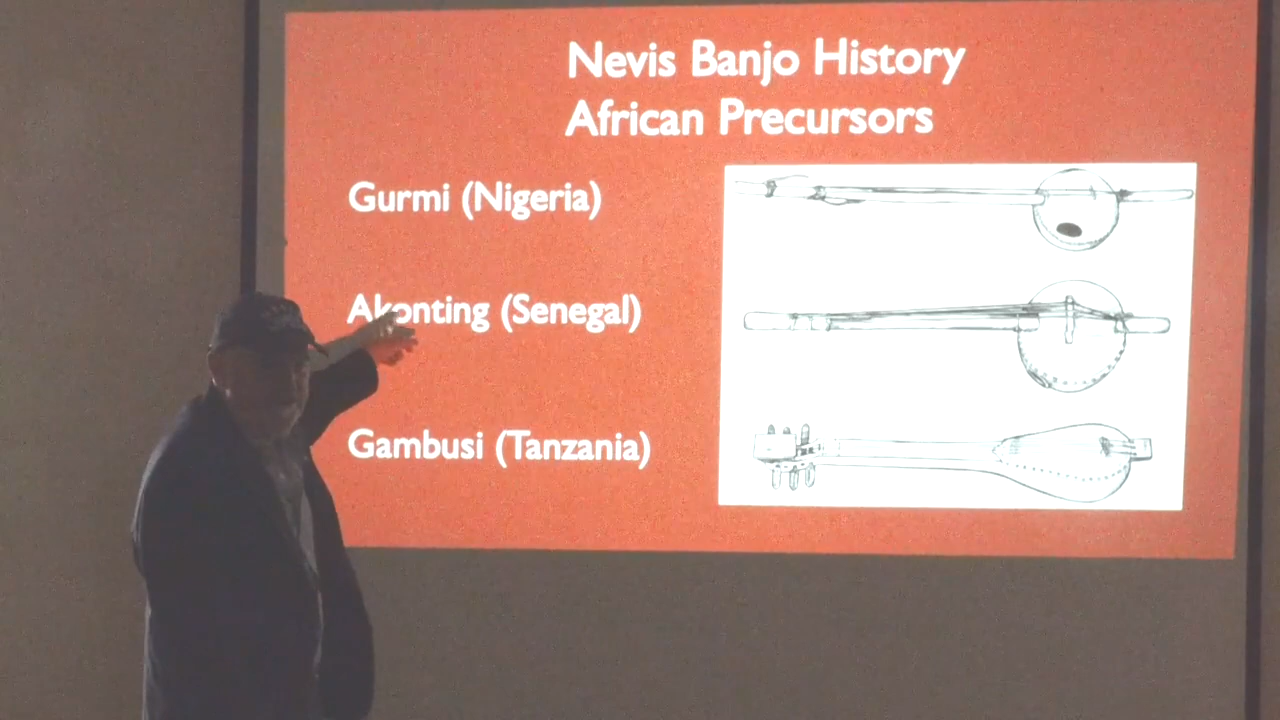 Nevis Banjo History
African Precursors
Gurmi (Nigeria)
Akonting (Senegal)
Gambusi (Tanzania)